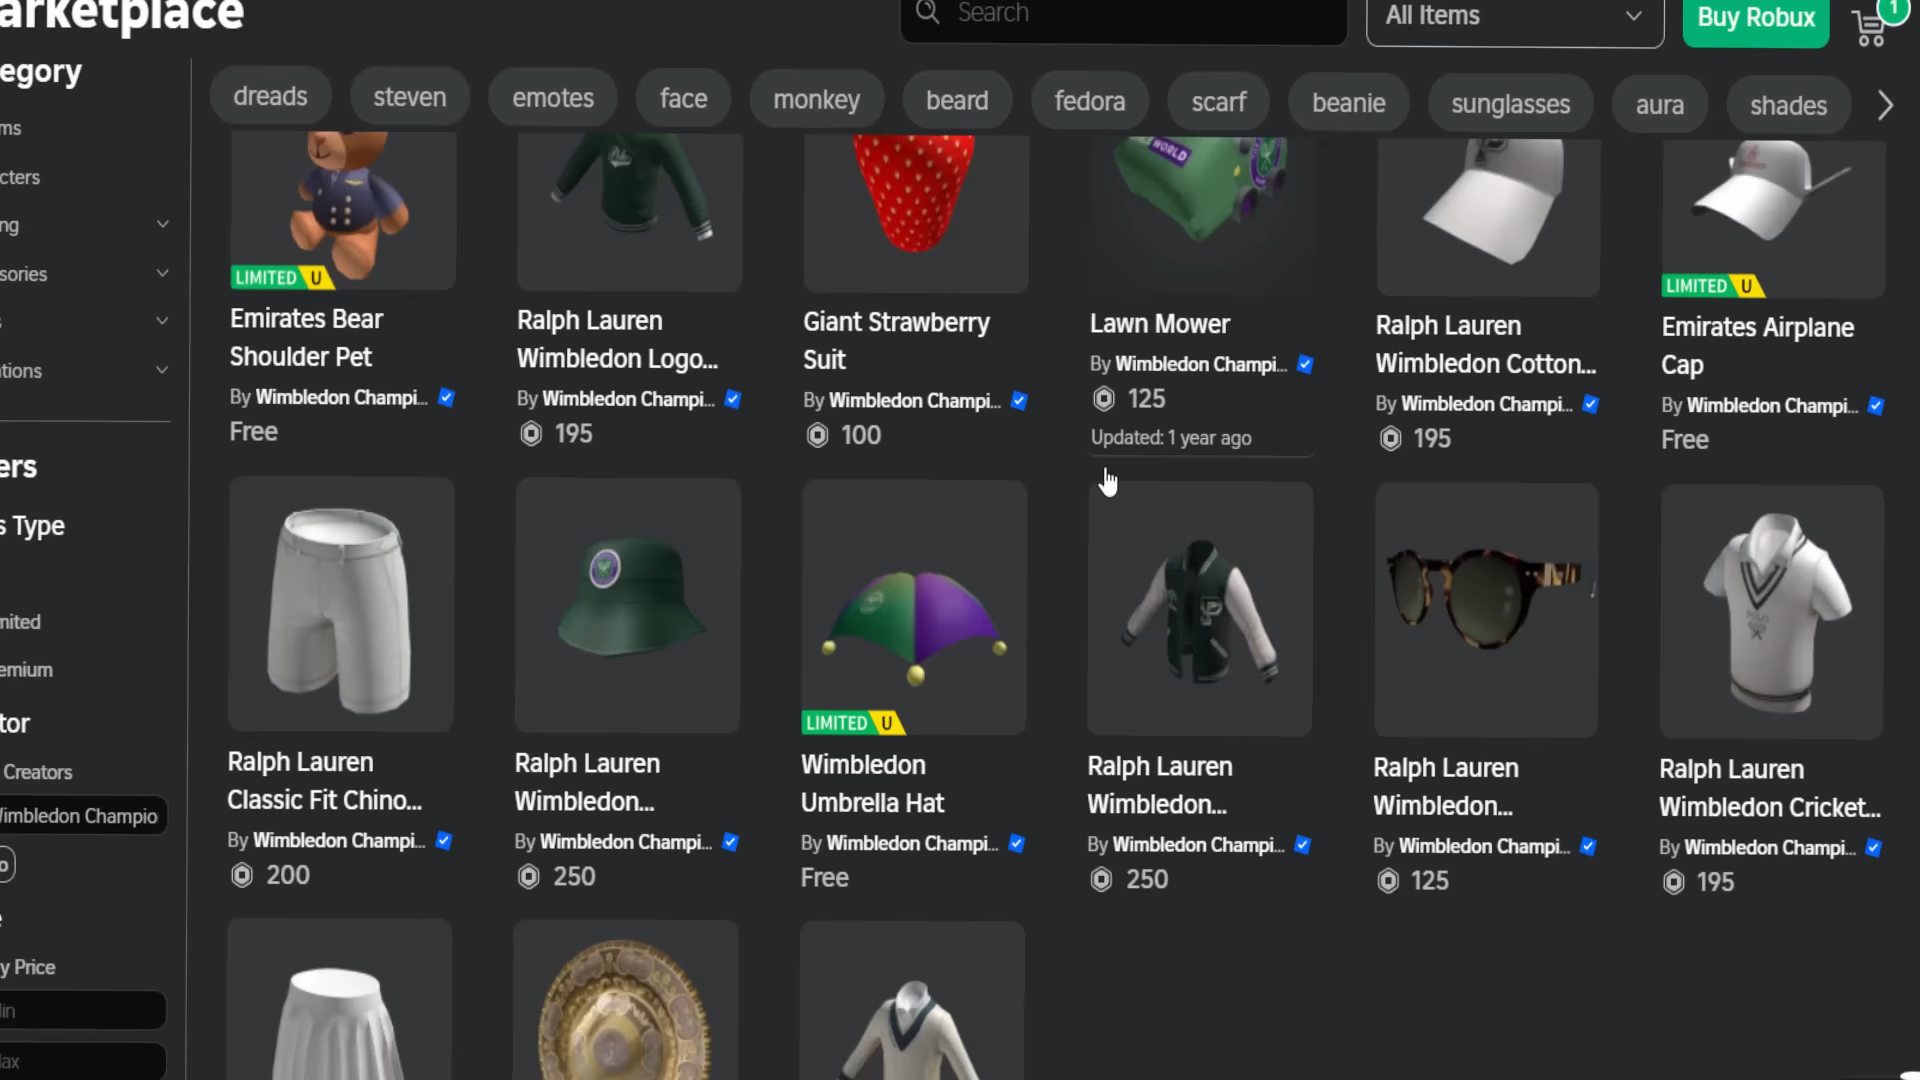 arketplace
Search
All Items
Buy Robux
1
egory
dreads
steven
emotes
face
monkey
beard
fedora
scarf
beanie
sunglasses
aura
shades
ms
cters
ng
sories
s
ations
ers
s Type
mited
emium
tor
Creators
Wimbledon Champio
o
e
y Price
in
ax
WORLD
LIMITED U
LIMITED U
Emirates Bear
Shoulder Pet
By Wimbledon Champi...
Free
Ralph Lauren
Wimbledon Logo...
By Wimbledon Champi...
195
Giant Strawberry
Suit
By Wimbledon Champi...
100
Lawn Mower
By Wimbledon Champi...
125
Updated: 1 year ago
Ralph Lauren
Wimbledon Cotton...
By Wimbledon Champi...
195
Emirates Airplane
Cap
By Wimbledon Champi...
Free
P
LIMITED U
Ralph Lauren
Classic Fit Chino...
By Wimbledon Champi...
200
Ralph Lauren
Wimbledon...
By Wimbledon Champi...
250
Wimbledon
Umbrella Hat
By Wimbledon Champi...
Free
Ralph Lauren
Wimbledon...
By Wimbledon Champi...
250
Ralph Lauren
Wimbledon...
By Wimbledon Champi...
125
Ralph Lauren
Wimbledon Cricket...
By Wimbledon Champi...
195